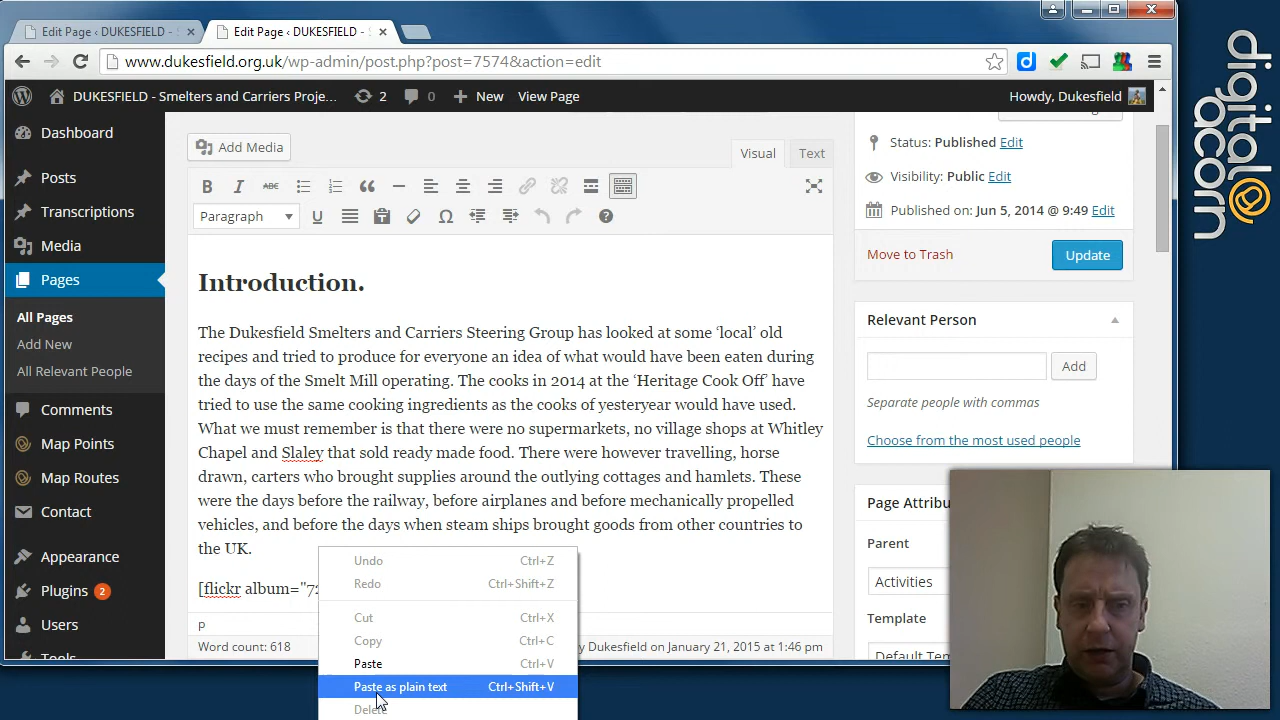 Edit Page ‹ DUKESFIELD -
Edit Page ‹ DUKESFIELD -
www.dukesfield.org.uk/wp-admin/post.php?post=7574&action=edit
DUKESFIELD - Smelters and Carriers Proje...
2
0
New
View Page
Howdy, Dukesfield
Dashboard
Posts
Transcriptions
Media
Pages
All Pages
Add New
All Relevant People
Comments
Map Points
Map Routes
Contact
Appearance
Plugins 2
Users
Tools
Add Media
Visual
Text
B I ABC
Paragraph
Introduction.
The Dukesfield Smelters and Carriers Steering Group has looked at some ‘local’ old
recipes and tried to produce for everyone an idea of what would have been eaten during
the days of the Smelt Mill operating. The cooks in 2014 at the ‘Heritage Cook Off’ have
tried to use the same cooking ingredients as the cooks of yesteryear would have used.
What we must remember is that there were no supermarkets, no village shops at Whitley
Chapel and Slaley that sold ready made food. There were however travelling, horse
drawn, carters who brought supplies around the outlying cottages and hamlets. These
were the days before the railway, before airplanes and before mechanically propelled
vehicles, and before the days when steam ships brought goods from other countries to
the UK.
[flickr album="72
p
Word count: 618
Dukesfield on January 21, 2015 at 1:46 pm
Undo Ctrl+Z
Redo Ctrl+Shift+Z
Cut Ctrl+X
Copy Ctrl+C
Paste Ctrl+V
Paste as plain text Ctrl+Shift+V
Delete
Status: Published Edit
Visibility: Public Edit
Published on: Jun 5, 2014 @ 9:49 Edit
Move to Trash
Update
Relevant Person
Add
Separate people with commas
Choose from the most used people
Page Attribu
Parent
Activities
Template
Default Tem
digital@
acorn